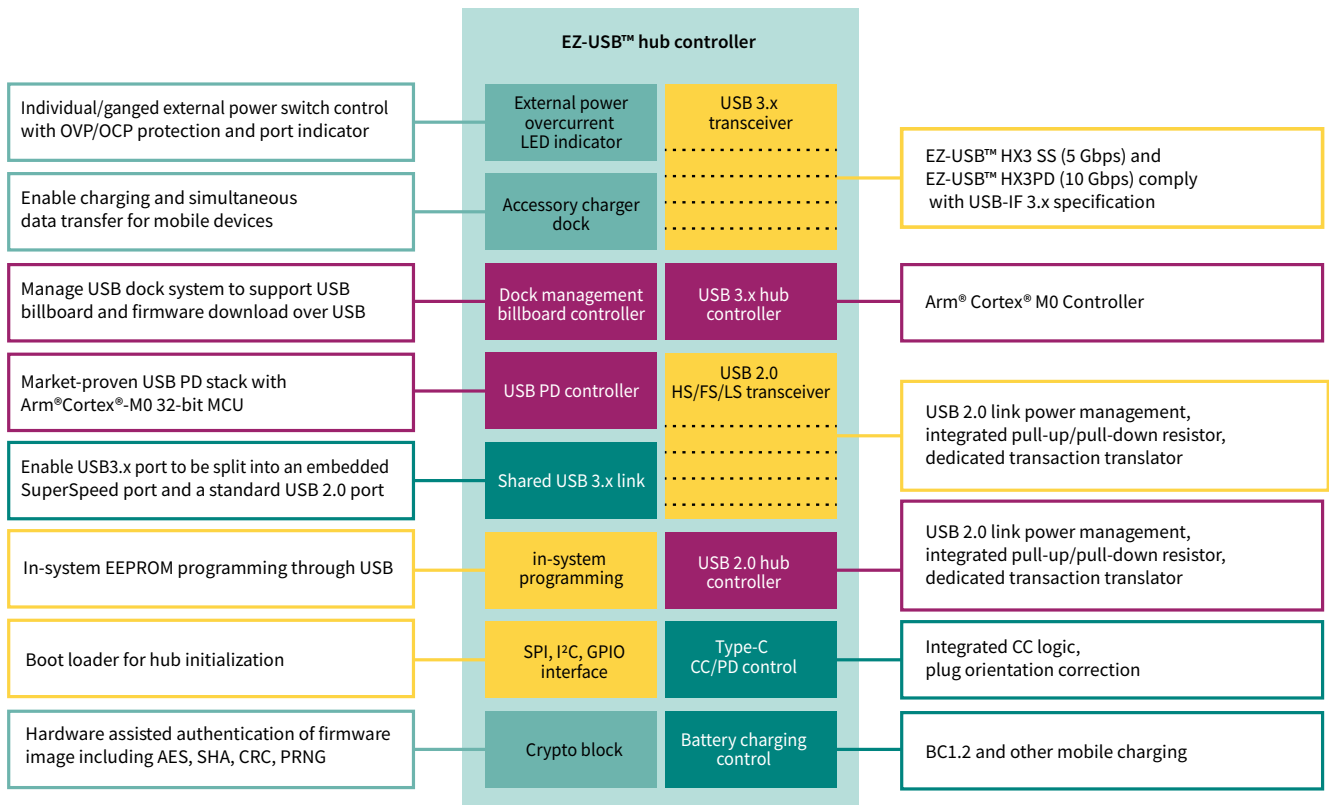 EZ-USB™ hub controller
Individual/ganged external power switch control
with OVP/OCP protection and port indicator
Enable charging and simultaneous
data transfer for mobile devices
Manage USB dock system to support USB
billboard and firmware download over USB
Market-proven USB PD stack with
Arm®Cortex®-M0 32-bit MCU
Enable USB3.x port to be split into an embedded
SuperSpeed port and a standard USB 2.0 port
In-system EEPROM programming through USB
Boot loader for hub initialization
Hardware assisted authentication of firmware
image including AES, SHA, CRC, PRNG
External power
overcurrent
LED indicator
Accessory charger
dock
Dock management
billboard controller
USB PD controller
Shared USB 3.x link
in-system
programming
SPI, I²C, GPIO
interface
Crypto block
USB 3.x
transceiver
USB 3.x hub
controller
USB 2.0
HS/FS/LS transceiver
USB 2.0 hub
controller
Type-C
CC/PD control
Battery charging
control
EZ-USB™ HX3 SS (5 Gbps) and
EZ-USB™ HX3PD (10 Gbps) comply
with USB-IF 3.x specification
Arm® Cortex® M0 Controller
USB 2.0 link power management,
integrated pull-up/pull-down resistor,
dedicated transaction translator
USB 2.0 link power management,
integrated pull-up/pull-down resistor,
dedicated transaction translator
Integrated CC logic,
plug orientation correction
BC1.2 and other mobile charging